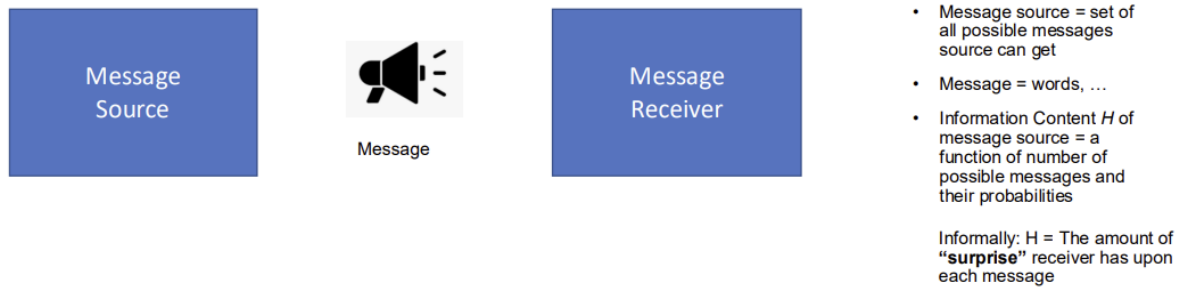 Message
Source
Message
Message
Receiver
• Message source = set of
all possible messages
source can get
• Message = words, …
• Information Content H of
message source = a
function of number of
possible messages and
their probabilities
Informally: H = The amount of
“surprise” receiver has upon
each message